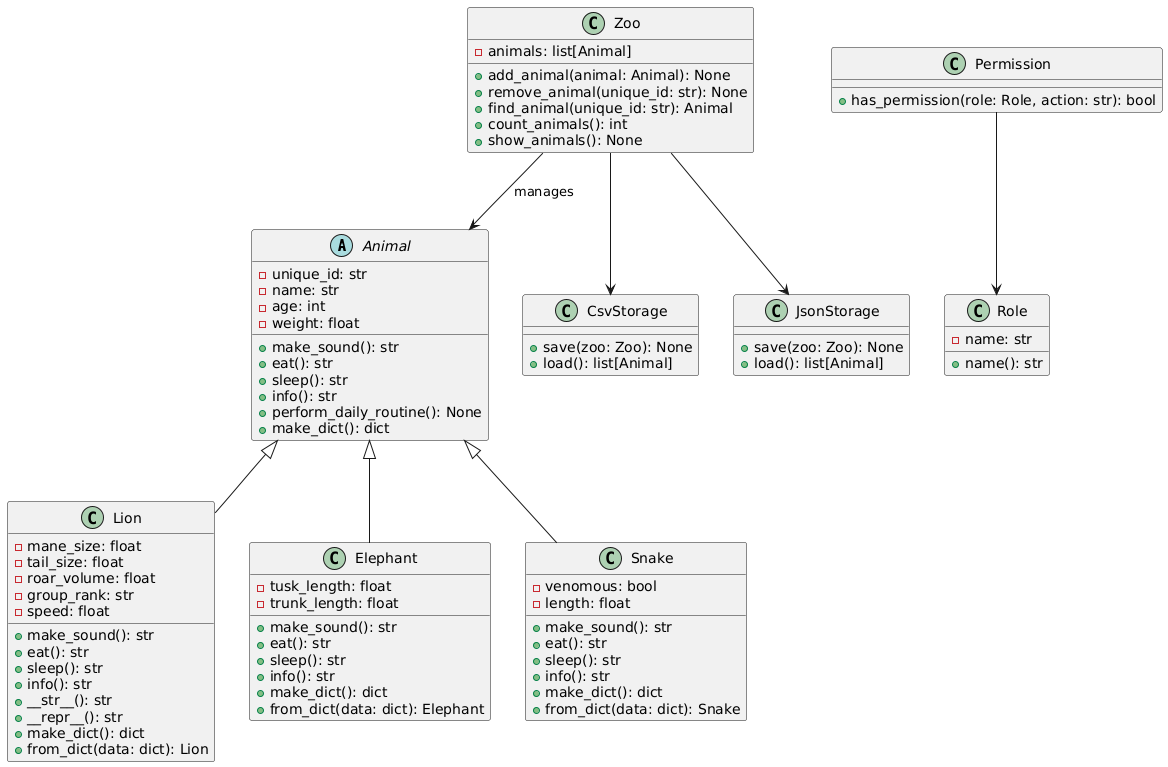 C Zoo
animals: list[Animal]
add_animal(animal: Animal): None
remove_animal(unique_id: str): None
find_animal(unique_id: str): Animal
count_animals(): int
show_animals(): None
C Permission
has_permission(role: Role, action: str): bool
manages
A Animal
unique_id: str
name: str
age: int
weight: float
make_sound(): str
eat(): str
sleep(): str
info(): str
perform_daily_routine(): None
make_dict(): dict
C CsvStorage
save(zoo: Zoo): None
load(): list[Animal]
C JsonStorage
save(zoo: Zoo): None
load(): list[Animal]
C Role
name: str
name(): str
C Lion
mane_size: float
tail_size: float
roar_volume: float
group_rank: str
speed: float
make_sound(): str
eat(): str
sleep(): str
info(): str
__str__(): str
__repr__(): str
make_dict(): dict
from_dict(data: dict): Lion
C Elephant
tusk_length: float
trunk_length: float
make_sound(): str
eat(): str
sleep(): str
info(): str
make_dict(): dict
from_dict(data: dict): Elephant
C Snake
venomous: bool
length: float
make_sound(): str
eat(): str
sleep(): str
info(): str
make_dict(): dict
from_dict(data: dict): Snake